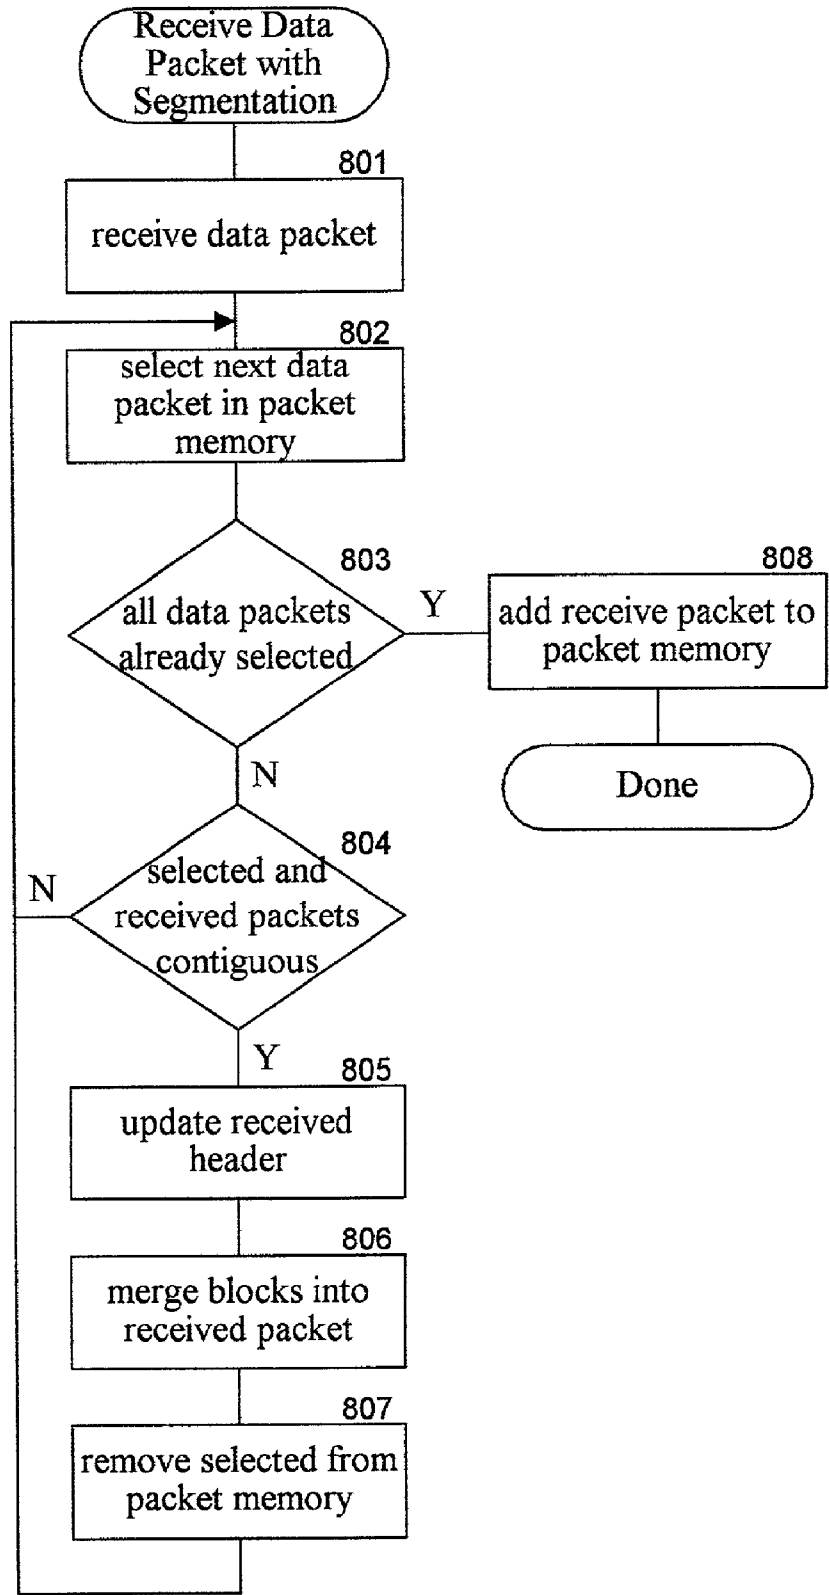 Receive Data
Packet with
Segmentation
801
receive data packet
802
select next data
packet in packet
memory
803
all data packets
already selected
Y
808
add receive packet to
packet memory
Done
N
804
selected and
received packets
contiguous
N
Y
805
update received
header
806
merge blocks into
received packet
807
remove selected from
packet memory